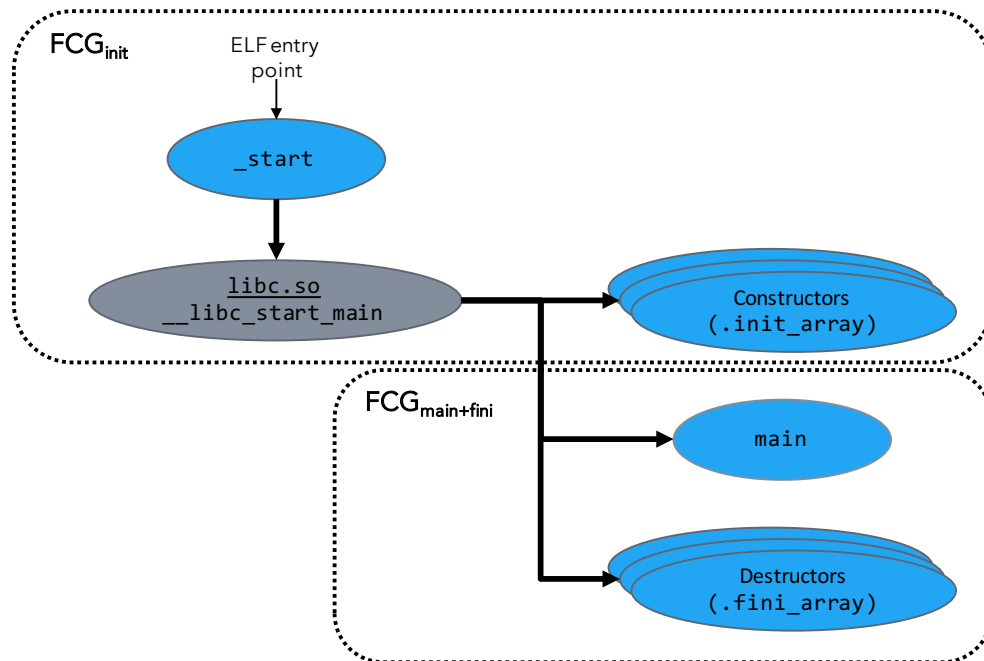 FCGinit
ELF entry
point
_start
libc.so
__libc_start_main
Constructors
(.init_array)
FCGmain+fini
main
Destructors
(.fini_array)